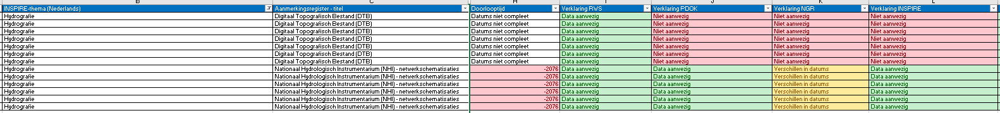 B C H I J K L
INSPIRE-thema (Nederlands) Aanmerkingsregister - titel Doorlooptijd Verklaring RWS Verklaring PDOK Verklaring NGR Verklaring INSPIRE
Hydrografie Digitaal Topografisch Bestand (DTB) Datums niet compleet Data aanwezig Niet aanwezig Niet aanwezig Niet aanwezig
Hydrografie Digitaal Topografisch Bestand (DTB) Datums niet compleet Data aanwezig Niet aanwezig Niet aanwezig Niet aanwezig
Hydrografie Digitaal Topografisch Bestand (DTB) Datums niet compleet Data aanwezig Niet aanwezig Niet aanwezig Niet aanwezig
Hydrografie Digitaal Topografisch Bestand (DTB) Datums niet compleet Data aanwezig Niet aanwezig Niet aanwezig Niet aanwezig
Hydrografie Digitaal Topografisch Bestand (DTB) Datums niet compleet Data aanwezig Niet aanwezig Niet aanwezig Niet aanwezig
Hydrografie Digitaal Topografisch Bestand (DTB) Datums niet compleet Data aanwezig Niet aanwezig Niet aanwezig Niet aanwezig
Hydrografie Digitaal Topografisch Bestand (DTB) Datums niet compleet Data aanwezig Niet aanwezig Niet aanwezig Niet aanwezig
Hydrografie Nationaal Hydrologisch Instrumentarium (NHI) - netwerkschematisaties -2076 Data aanwezig Data aanwezig Verschillen in datums Data aanwezig
Hydrografie Nationaal Hydrologisch Instrumentarium (NHI) - netwerkschematisaties -2076 Data aanwezig Data aanwezig Verschillen in datums Data aanwezig
Hydrografie Nationaal Hydrologisch Instrumentarium (NHI) - netwerkschematisaties -2076 Data aanwezig Data aanwezig Verschillen in datums Data aanwezig
Hydrografie Nationaal Hydrologisch Instrumentarium (NHI) - netwerkschematisaties -2076 Data aanwezig Data aanwezig Verschillen in datums Data aanwezig
Hydrografie Nationaal Hydrologisch Instrumentarium (NHI) - netwerkschematisaties -2076 Data aanwezig Data aanwezig Verschillen in datums Data aanwezig
Hydrografie Nationaal Hydrologisch Instrumentarium (NHI) - netwerkschematisaties -2076 Data aanwezig Data aanwezig Verschillen in datums Data aanwezig